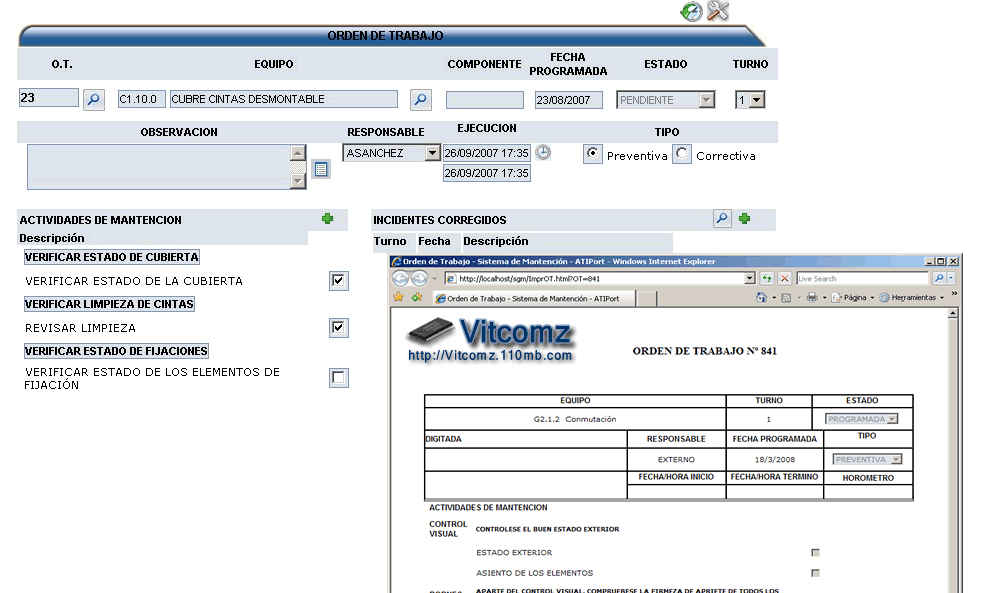 ORDEN DE TRABAJO
O.T. EQUIPO COMPONENTE FECHA PROGRAMADA ESTADO TURNO
23 C1.10.0 CUBRE CINTAS DESMONTABLE 23/08/2007 PENDIENTE 1
OBSERVACION RESPONSABLE EJECUCION TIPO
ASANCHEZ 26/09/2007 17:35 Preventiva Correctiva
26/09/2007 17:35
ACTIVIDADES DE MANTENCION
Descripción
VERIFICAR ESTADO DE CUBIERTA
VERIFICAR ESTADO DE LA CUBIERTA
VERIFICAR LIMPIEZA DE CINTAS
REVISAR LIMPIEZA
VERIFICAR ESTADO DE FIJACIONES
VERIFICAR ESTADO DE LOS ELEMENTOS DE
FIJACIÓN
INCIDENTES CORREGIDOS
Turno Fecha Descripción
Orden de Trabajo - Sistema de Mantención - ATIPort - Windows Internet Explorer
http://localhost/sgm/ImprOT.html?OT=841 Live Search
Orden de Trabajo - Sistema de Mantención - ATIPort Página Herramientas »
Vitcomz
http://Vitcomz.110mb.com
ORDEN DE TRABAJO Nº 841
EQUIPO TURNO ESTADO
G2.1.2 Conmutación 1 PROGRAMADA
DIGITADA RESPONSABLE FECHA PROGRAMADA TIPO
EXTERNO 18/3/2008 PREVENTIVA
FECHA/HORA INICIO FECHA/HORA TERMINO HOROMETRO
ACTIVIDADES DE MANTENCION
CONTROL VISUAL CONTROLESE EL BUEN ESTADO EXTERIOR
ESTADO EXTERIOR
ASIENTO DE LOS ELEMENTOS
APARTE DEL CONTROL VISUAL, COMPRUEBESE LA FIRMEZA DE APRIETE DE TODOS LOS